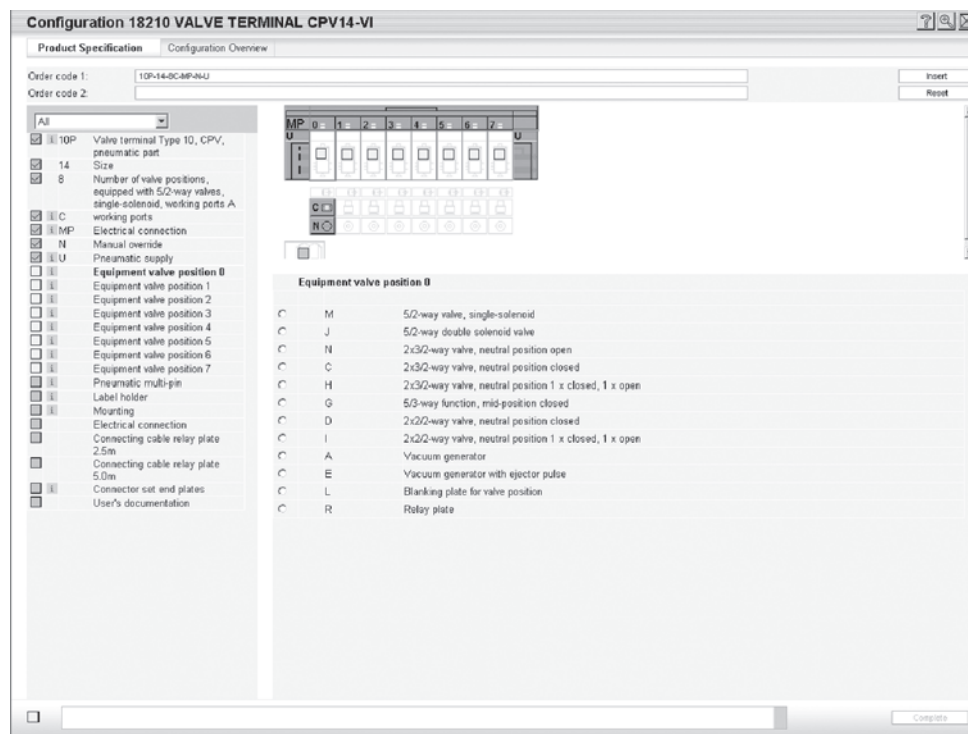 Configuration 18210 VALVE TERMINAL CPV14-VI
Product Specification Configuration Overview
Order code 1: 10P-14-8C-MP-N-U Insert
Order code 2: Reset
All
10P Valve terminal Type 10, CPV,
pneumatic part
14 Size
8 Number of valve positions,
equipped with 5/2-way valves,
single-solenoid, working ports A
C working ports
MP Electrical connection
N Manual override
U Pneumatic supply
Equipment valve position 0
Equipment valve position 1
Equipment valve position 2
Equipment valve position 3
Equipment valve position 4
Equipment valve position 5
Equipment valve position 6
Equipment valve position 7
Pneumatic multi-pin
Label holder
Mounting
Electrical connection
Connecting cable relay plate
2.5m
Connecting cable relay plate
5.0m
Connector set end plates
User's documentation
MP 0 1 2 3 4 5 6 7
U U
C
N
Equipment valve position 0
M 5/2-way valve, single-solenoid
J 5/2-way double solenoid valve
N 2x3/2-way valve, neutral position open
C 2x3/2-way valve, neutral position closed
H 2x3/2-way valve, neutral position 1 x closed, 1 x open
G 5/3-way function, mid-position closed
D 2x2/2-way valve, neutral position closed
I 2x2/2-way valve, neutral position 1 x closed, 1 x open
A Vacuum generator
E Vacuum generator with ejector pulse
L Blanking plate for valve position
R Relay plate
Complete